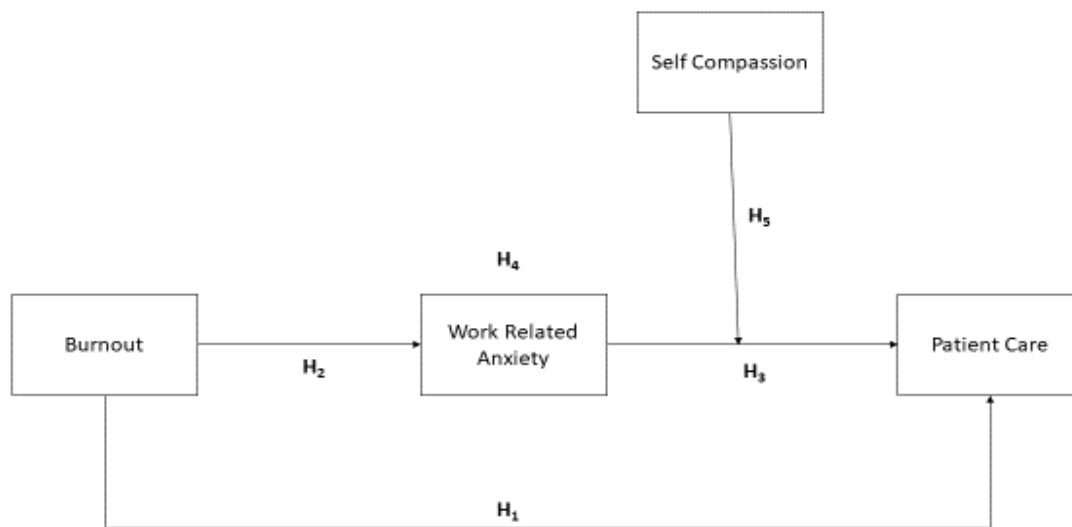 Self Compassion
H₅
H₄
Burnout
Work Related
Anxiety
Patient Care
H₂
H₃
H₁